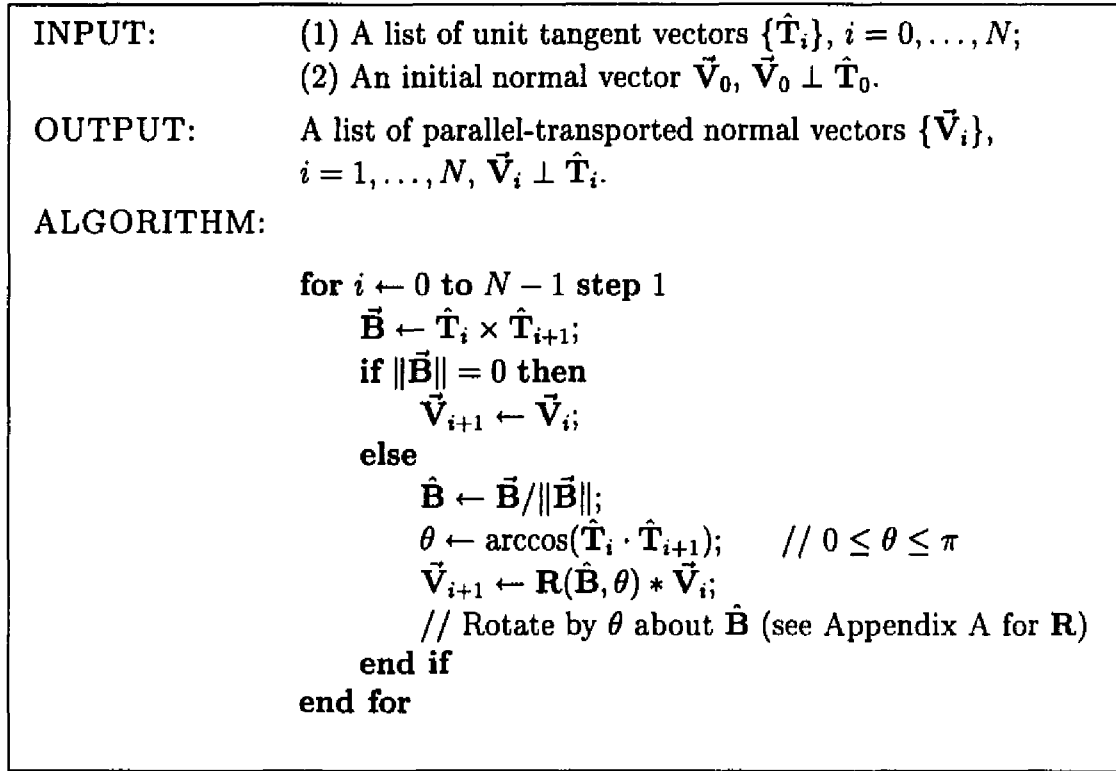 INPUT: (1) A list of unit tangent vectors {T̂ᵢ}, i = 0, . . . , N;
(2) An initial normal vector V⃗₀, V⃗₀ ⊥ T̂₀.
OUTPUT: A list of parallel-transported normal vectors {V⃗ᵢ},
i = 1, . . . , N, V⃗ᵢ ⊥ T̂ᵢ.
ALGORITHM:
for i ← 0 to N − 1 step 1
B⃗ ← T̂ᵢ × T̂ᵢ₊₁;
if ‖B⃗‖ = 0 then
V⃗ᵢ₊₁ ← V⃗ᵢ;
else
B̂ ← B⃗/‖B⃗‖;
θ ← arccos(T̂ᵢ · T̂ᵢ₊₁); // 0 ≤ θ ≤ π
V⃗ᵢ₊₁ ← R(B̂, θ) * V⃗ᵢ;
// Rotate by θ about B̂ (see Appendix A for R)
end if
end for